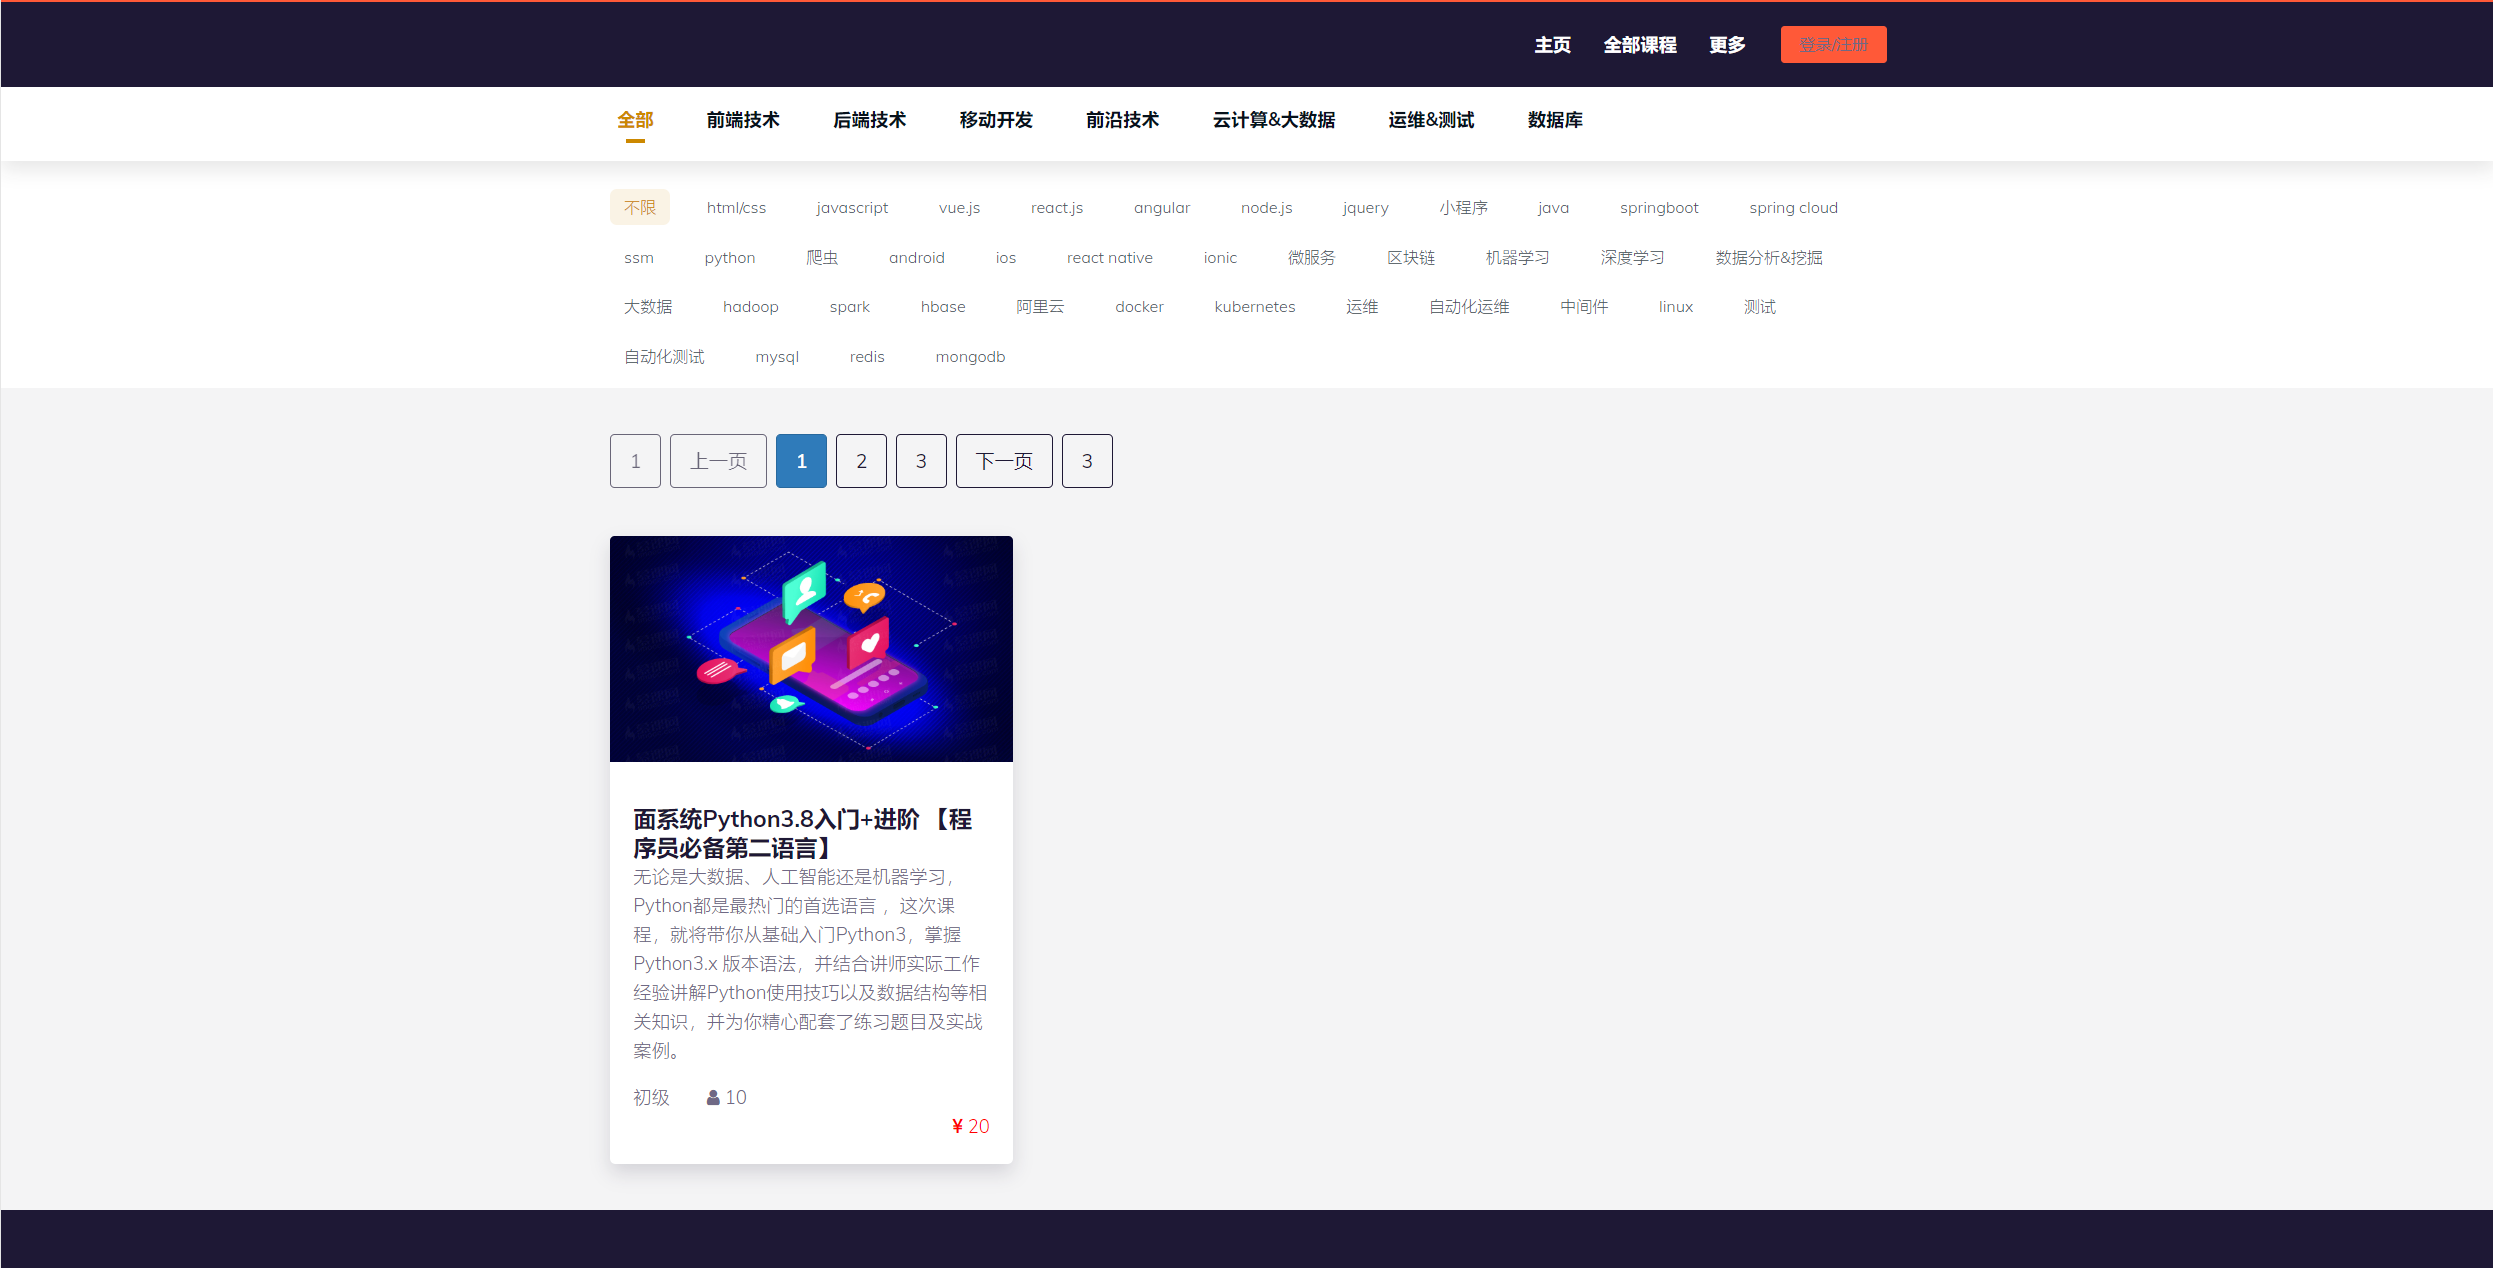 主页 全部课程 更多 登录/注册
全部 前端技术 后端技术 移动开发 前沿技术 云计算&大数据 运维&测试 数据库
不限 html/css javascript vue.js react.js angular node.js jquery 小程序 java springboot spring cloud
ssm python 爬虫 android ios react native ionic 微服务 区块链 机器学习 深度学习 数据分析&挖掘
大数据 hadoop spark hbase 阿里云 docker kubernetes 运维 自动化运维 中间件 linux 测试
自动化测试 mysql redis mongodb
1 上一页 1 2 3 下一页 3
面系统Python3.8入门+进阶 【程
序员必备第二语言】
无论是大数据、人工智能还是机器学习，
Python都是最热门的首选语言 ，这次课
程，就将带你从基础入门Python3，掌握
Python3.x 版本语法，并结合讲师实际工作
经验讲解Python使用技巧以及数据结构等相
关知识，并为你精心配套了练习题目及实战
案例。
初级 10
¥ 20